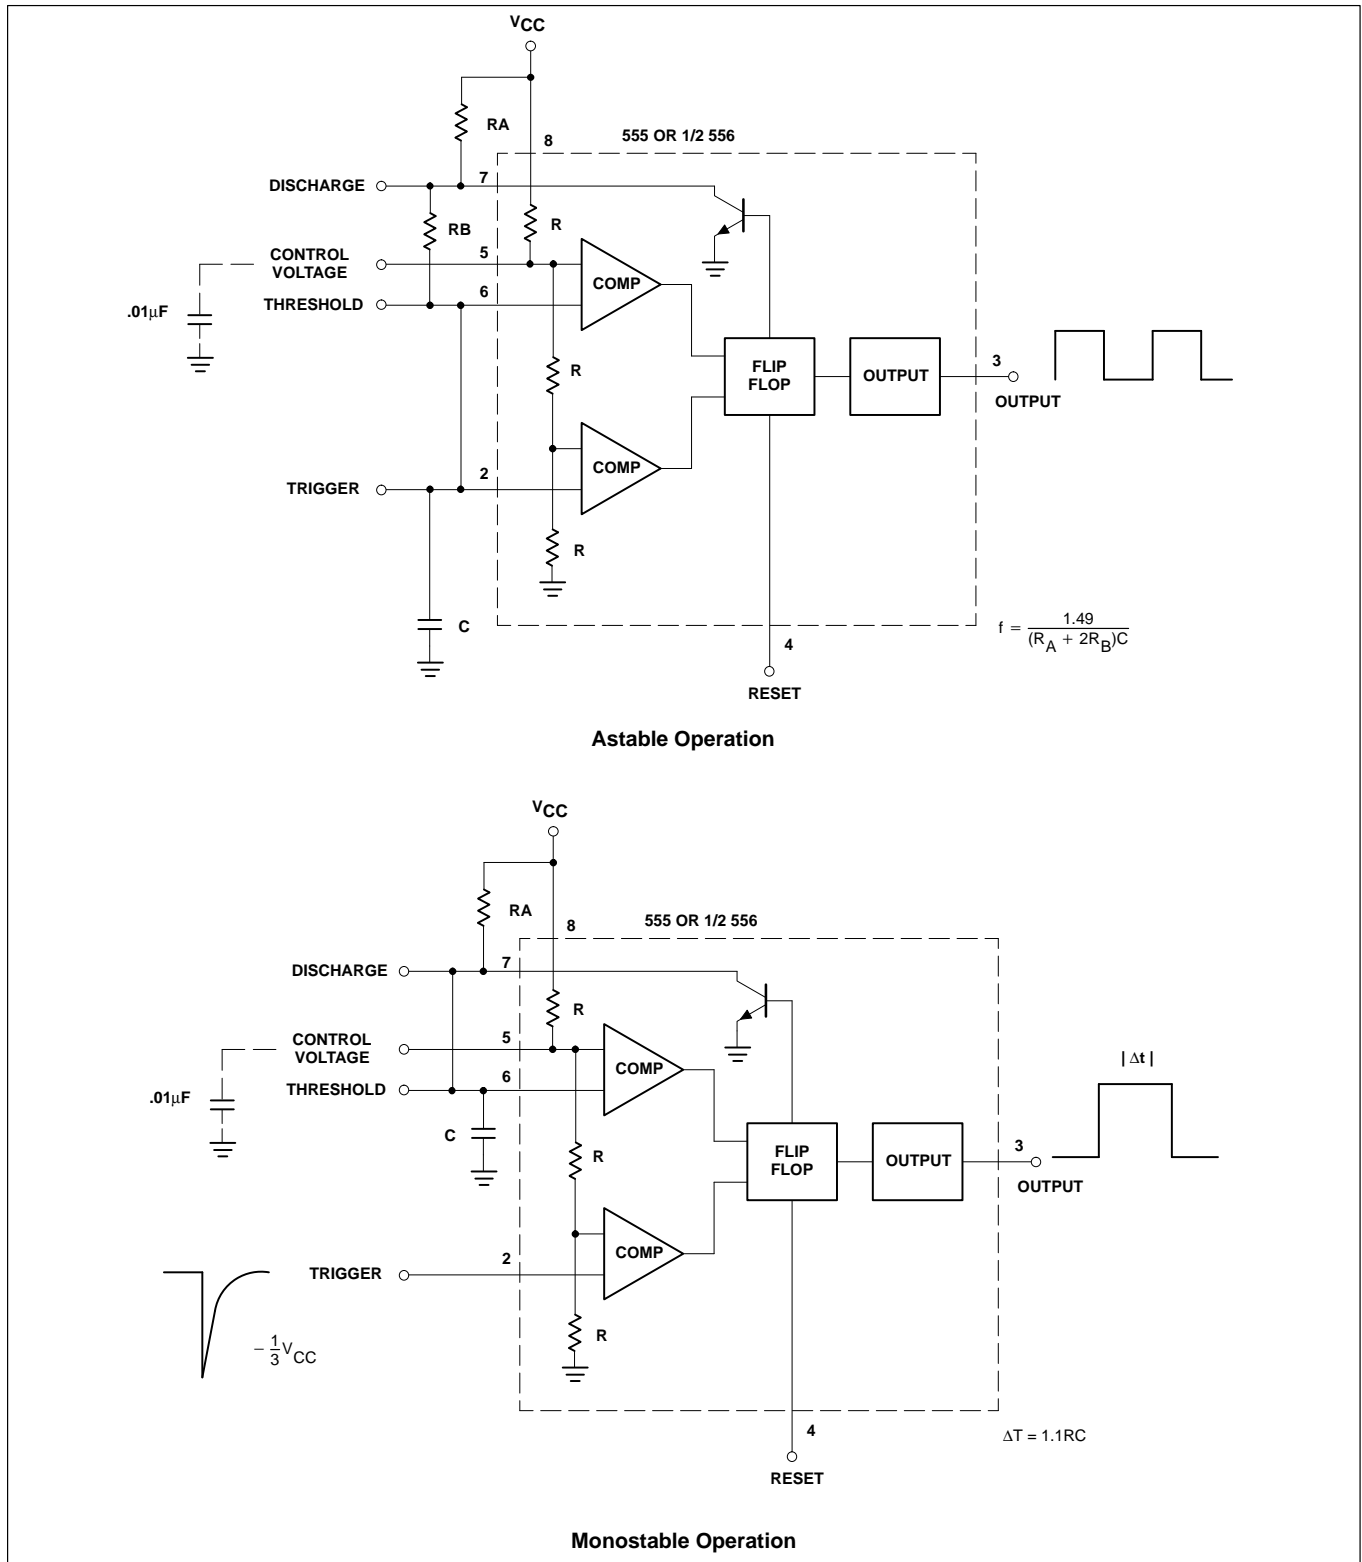 VCC
RA
8
555 OR 1/2 556
DISCHARGE
7
RB
R
CONTROL
VOLTAGE
5
COMP
.01μF
THRESHOLD
6
R
FLIP
FLOP
OUTPUT
3
OUTPUT
TRIGGER
2
COMP
R
C
4
RESET
f = 1.49
(RA + 2RB)C
Astable Operation
VCC
RA
8
555 OR 1/2 556
DISCHARGE
7
R
CONTROL
VOLTAGE
5
COMP
| Δt |
.01μF
THRESHOLD
6
C
R
FLIP
FLOP
OUTPUT
3
OUTPUT
TRIGGER
2
COMP
R
− 1/3 VCC
4
RESET
ΔT = 1.1RC
Monostable Operation